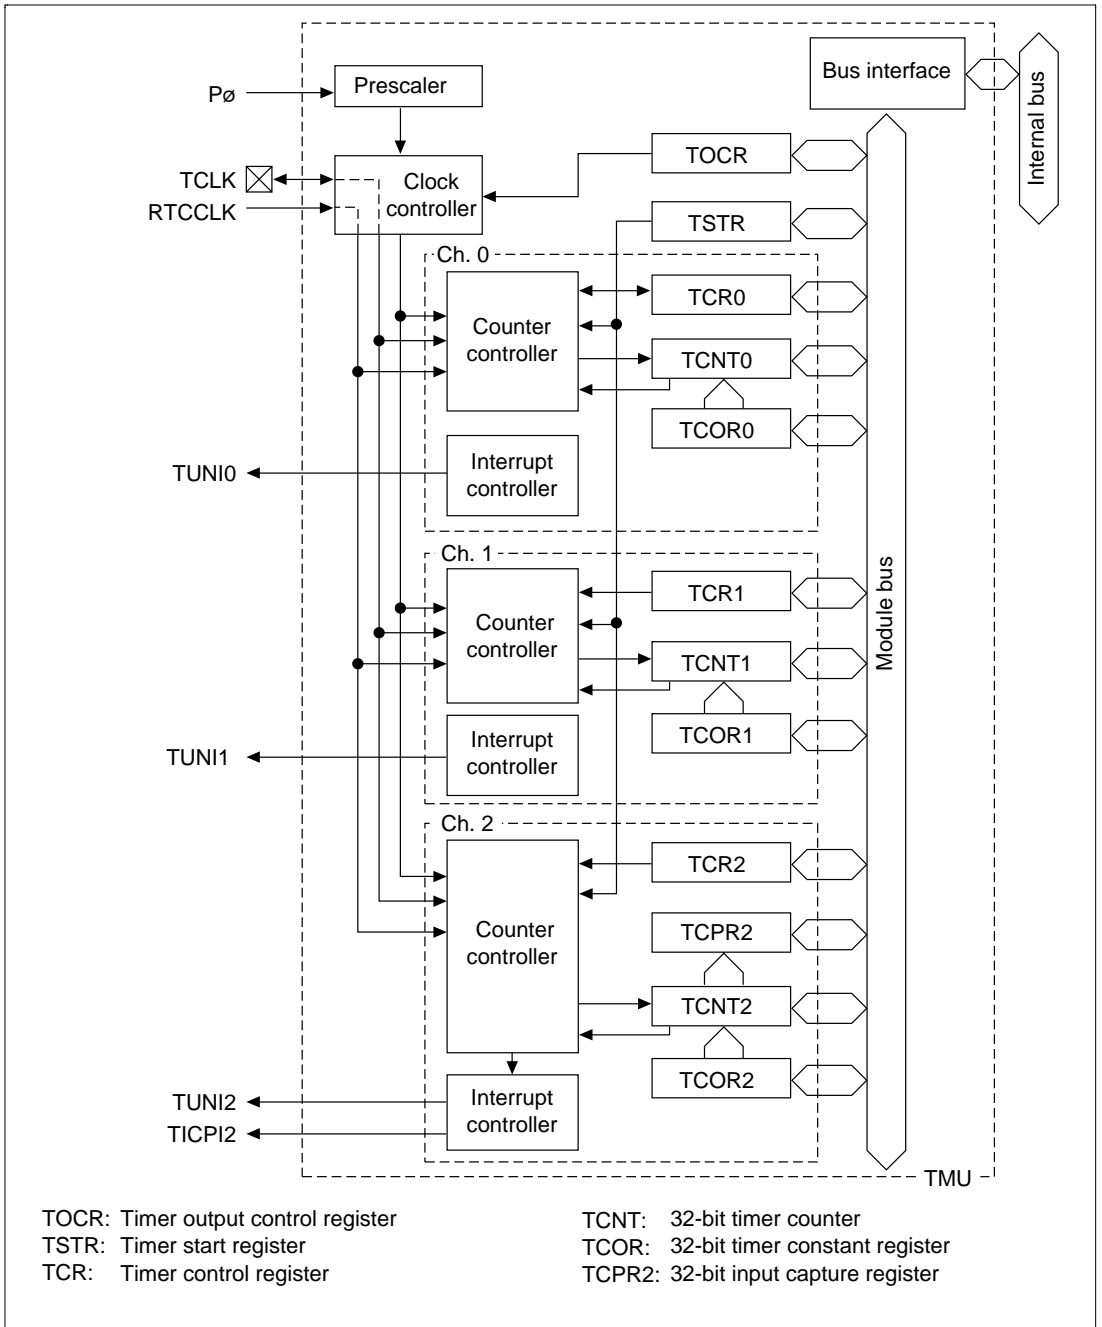 Bus interface
Internal bus
Prescaler
Pø
TOCR
TCLK
Clock
controller
RTCCLK
TSTR
Ch. 0
TCR0
Counter
controller
TCNT0
TCOR0
Interrupt
controller
TUNI0
Ch. 1
TCR1
Counter
controller
Module bus
TCNT1
TCOR1
Interrupt
controller
TUNI1
Ch. 2
TCR2
Counter
controller
TCPR2
TCNT2
TCOR2
Interrupt
controller
TUNI2
TICPI2
TMU
TOCR: Timer output control register
TSTR: Timer start register
TCR: Timer control register
TCNT: 32-bit timer counter
TCOR: 32-bit timer constant register
TCPR2: 32-bit input capture register